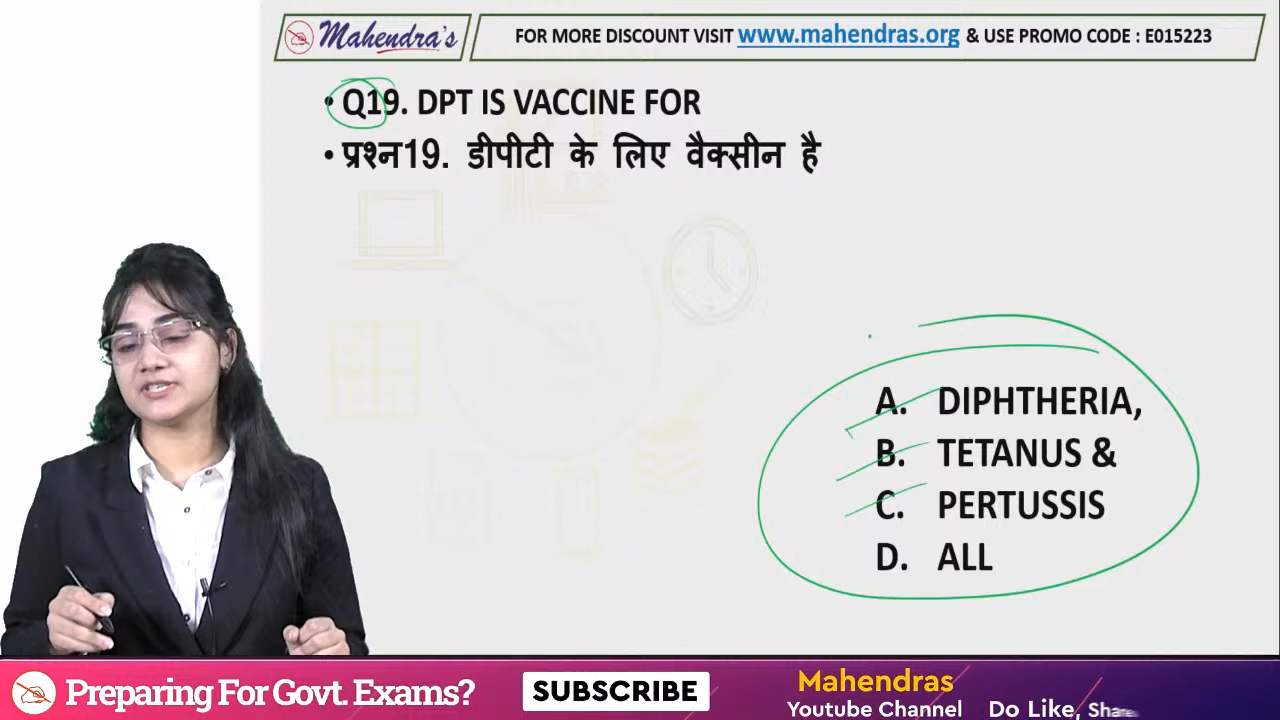 Mahendra's
FOR MORE DISCOUNT VISIT www.mahendras.org & USE PROMO CODE : E015223
• Q19. DPT IS VACCINE FOR
• प्रश्न19. डीपीटी के लिए वैक्सीन है
A. DIPHTHERIA,
B. TETANUS &
C. PERTUSSIS
D. ALL
Preparing For Govt. Exams?
SUBSCRIBE
Mahendras
Youtube Channel
Do Like, Share